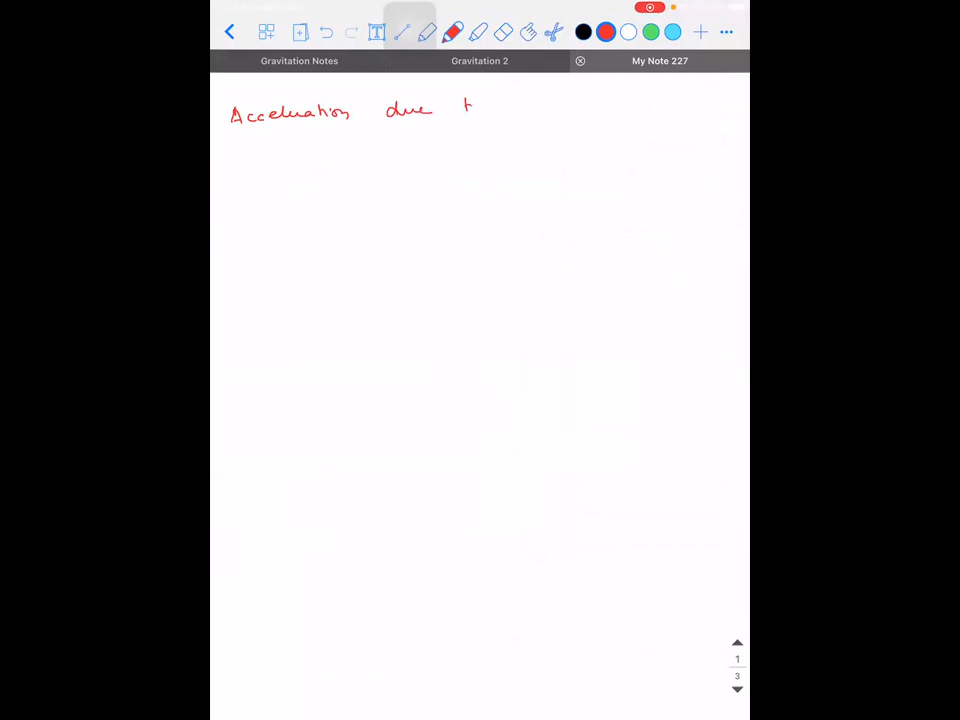 Gravitation Notes
Gravitation 2
My Note 227
Acceleration due t
1
3